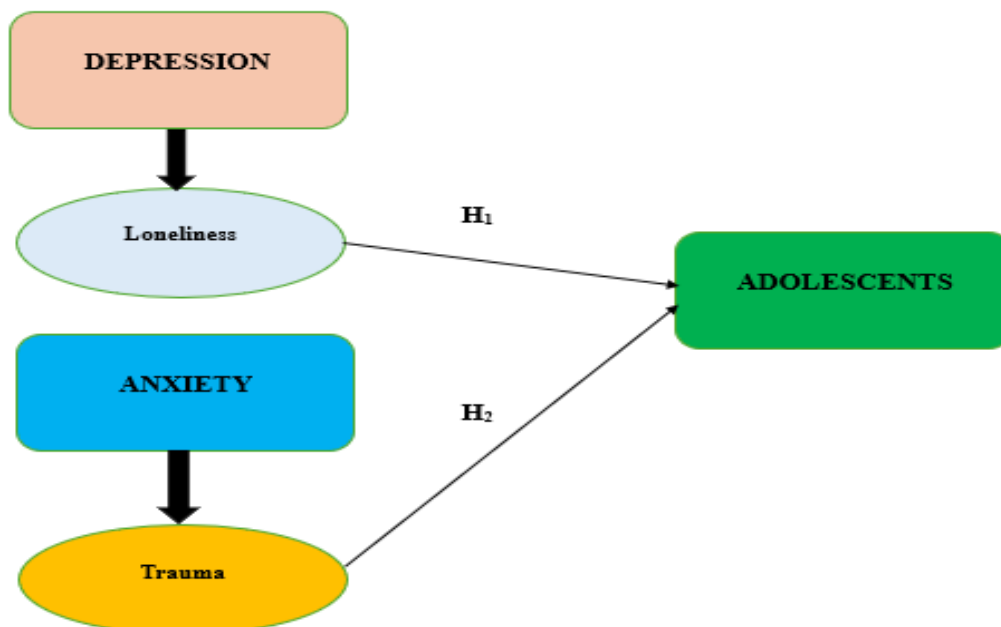 DEPRESSION
Loneliness
H₁
ADOLESCENTS
ANXIETY
H₂
Trauma